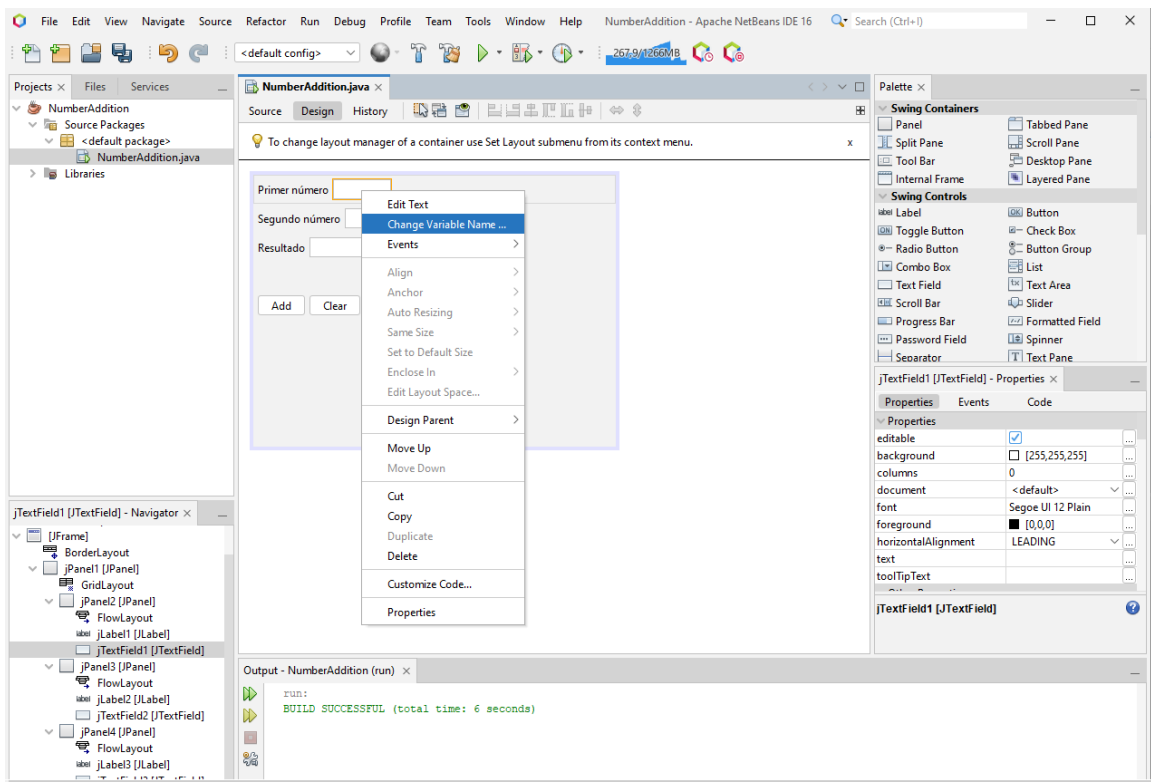 File Edit View Navigate Source Refactor Run Debug Profile Team Tools Window Help NumberAddition - Apache NetBeans IDE 16 Search (Ctrl+I)
<default config> 267,9/1266MB
Projects Files Services
NumberAddition
Source Packages
<default package>
NumberAddition.java
Libraries
NumberAddition.java
Source Design History
To change layout manager of a container use Set Layout submenu from its context menu. x
Primer número
Segundo número
Resultado
Add Clear
Edit Text
Change Variable Name ...
Events
Align
Anchor
Auto Resizing
Same Size
Set to Default Size
Enclose In
Edit Layout Space...
Design Parent
Move Up
Move Down
Cut
Copy
Duplicate
Delete
Customize Code...
Properties
Palette
Swing Containers
Panel Tabbed Pane
Split Pane Scroll Pane
Tool Bar Desktop Pane
Internal Frame Layered Pane
Swing Controls
label Label OK Button
ON Toggle Button Check Box
Radio Button Button Group
Combo Box List
Text Field Text Area
Scroll Bar Slider
Progress Bar Formatted Field
Password Field Spinner
Separator Text Pane
jTextField1 [JTextField] - Properties
Properties Events Code
Properties
editable ...
background [255,255,255] ...
columns 0 ...
document <default> ...
font Segoe UI 12 Plain ...
foreground [0,0,0] ...
horizontalAlignment LEADING ...
text ...
toolTipText ...
jTextField1 [JTextField]
jTextField1 [JTextField] - Navigator
[JFrame]
BorderLayout
jPanel1 [JPanel]
GridLayout
jPanel2 [JPanel]
FlowLayout
label jLabel1 [JLabel]
jTextField1 [JTextField]
jPanel3 [JPanel]
FlowLayout
label jLabel2 [JLabel]
jTextField2 [JTextField]
jPanel4 [JPanel]
FlowLayout
label jLabel3 [JLabel]
Output - NumberAddition (run)
run:
BUILD SUCCESSFUL (total time: 6 seconds)